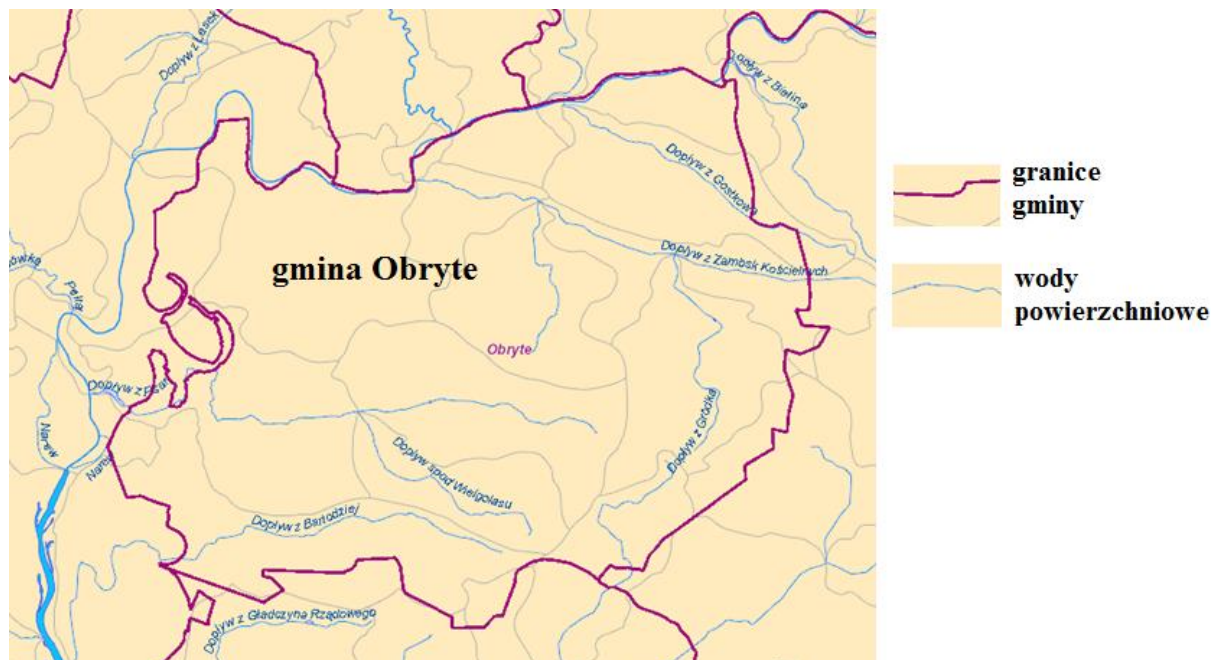 Dopływ z Lasek
Dopływ z Bielina
Dopływ z Gostkowa
granice
gminy
Dopływ z Zambsk Kościelnych
gmina Obryte
wody
powierzchniowe
Pełta
Obryte
Dopływ z
Dopływ z Gródka
Narew
Narew
Dopływ spod Wielgolasu
Dopływ z Bartodziej
Dopływ z Gładczyna Rządowego